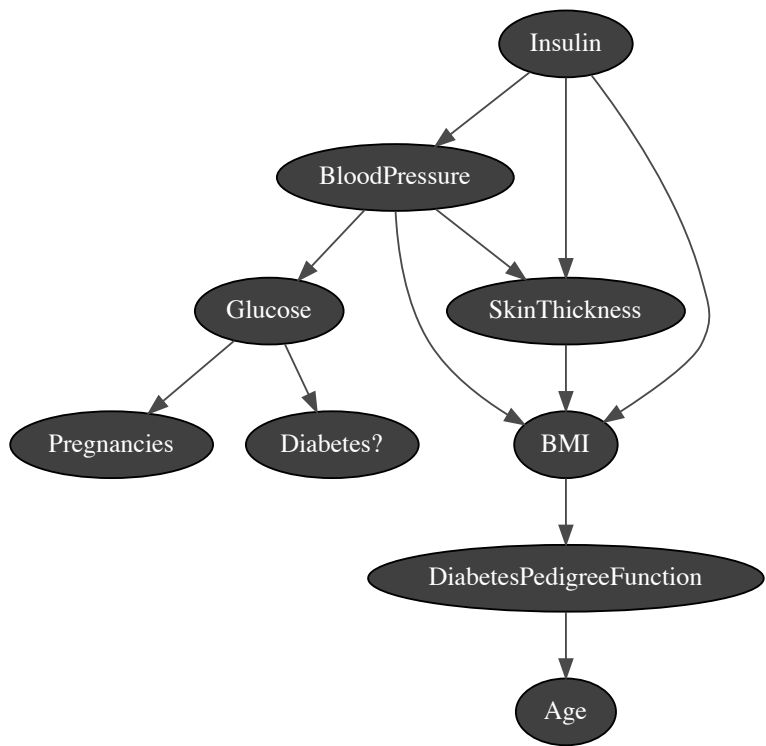 Insulin
BloodPressure
Glucose
SkinThickness
Pregnancies
Diabetes?
BMI
DiabetesPedigreeFunction
Age